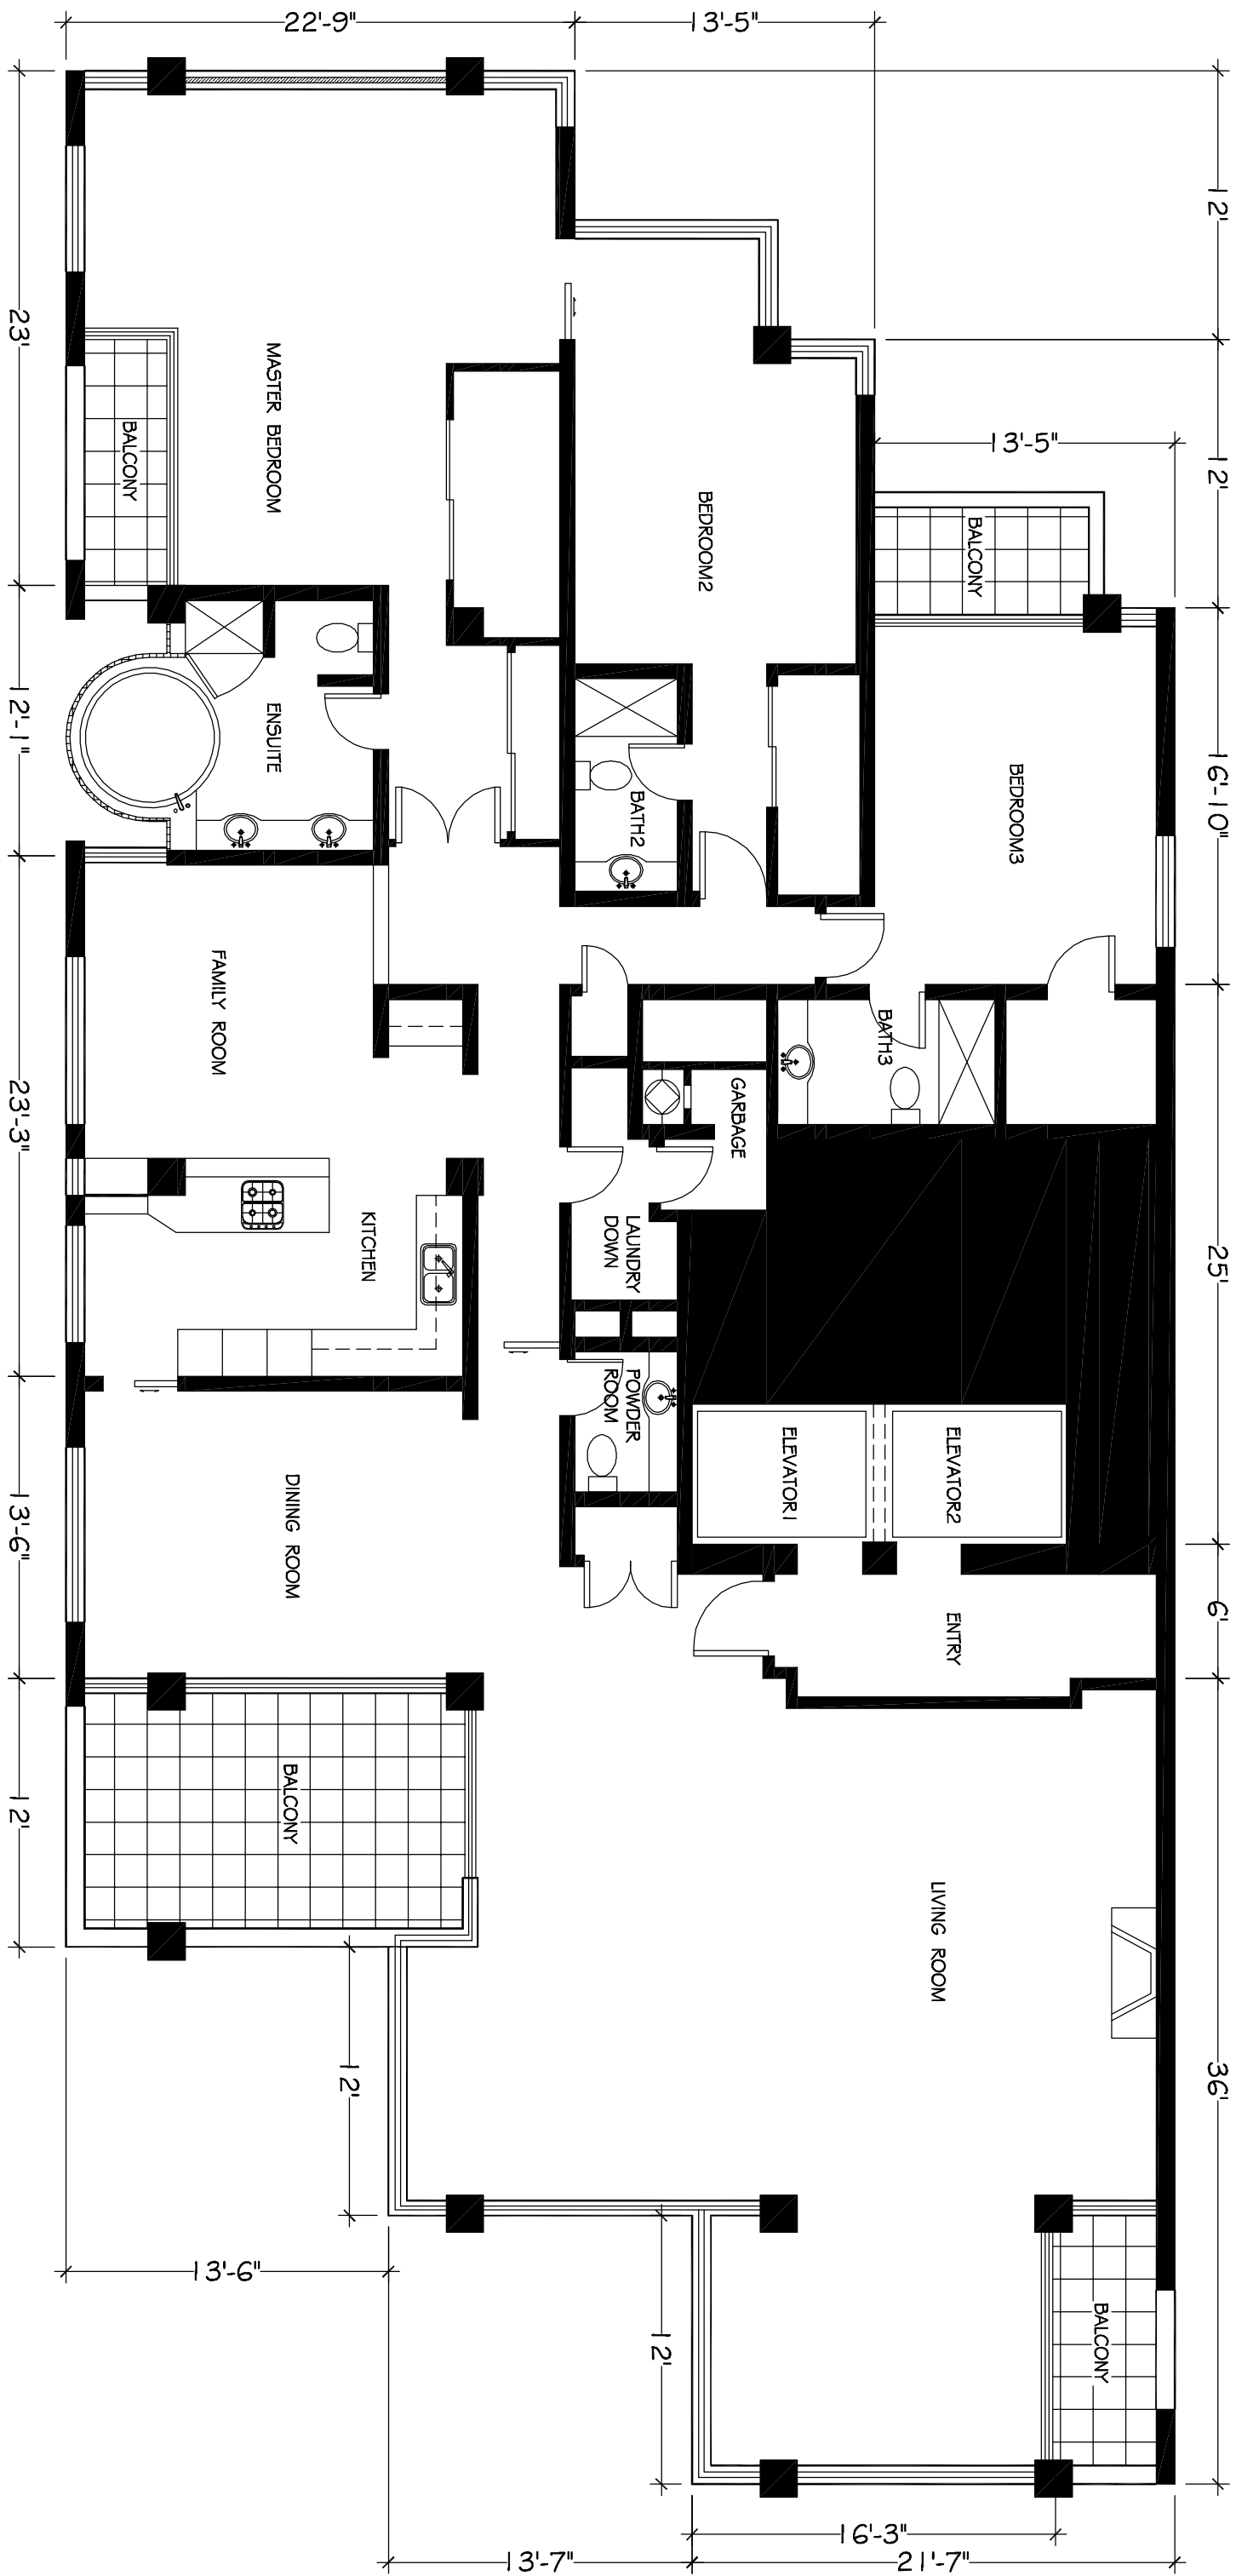 22'-9"
13'-5"
12'
23'
MASTER BEDROOM
BALCONY
13'-5"
12'
BEDROOM2
BALCONY
12'-1"
ENSUITE
BATH2
BEDROOM3
16'-10"
FAMILY ROOM
23'-3"
BATH3
GARBAGE
KITCHEN
LAUNDRY
DOWN
25'
POWDER
ROOM
ELEVATOR1
ELEVATOR2
DINING ROOM
13'-6"
ENTRY
6'
BALCONY
12'
LIVING ROOM
12'
36'
13'-6"
12'
BALCONY
16'-3"
13'-7"
21'-7"